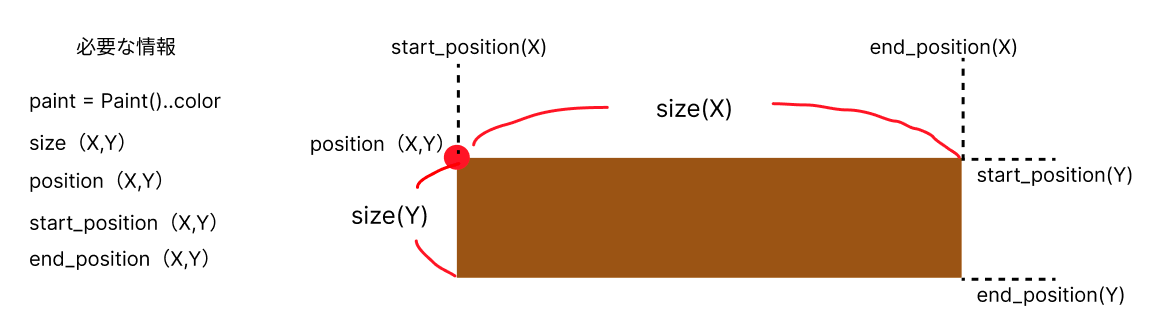 必要な情報
paint = Paint()..color
size（X,Y）
position（X,Y）
start_position（X,Y）
end_position（X,Y）
start_position(X)
end_position(X)
size(X)
position（X,Y）
start_position(Y)
size(Y)
end_position(Y)